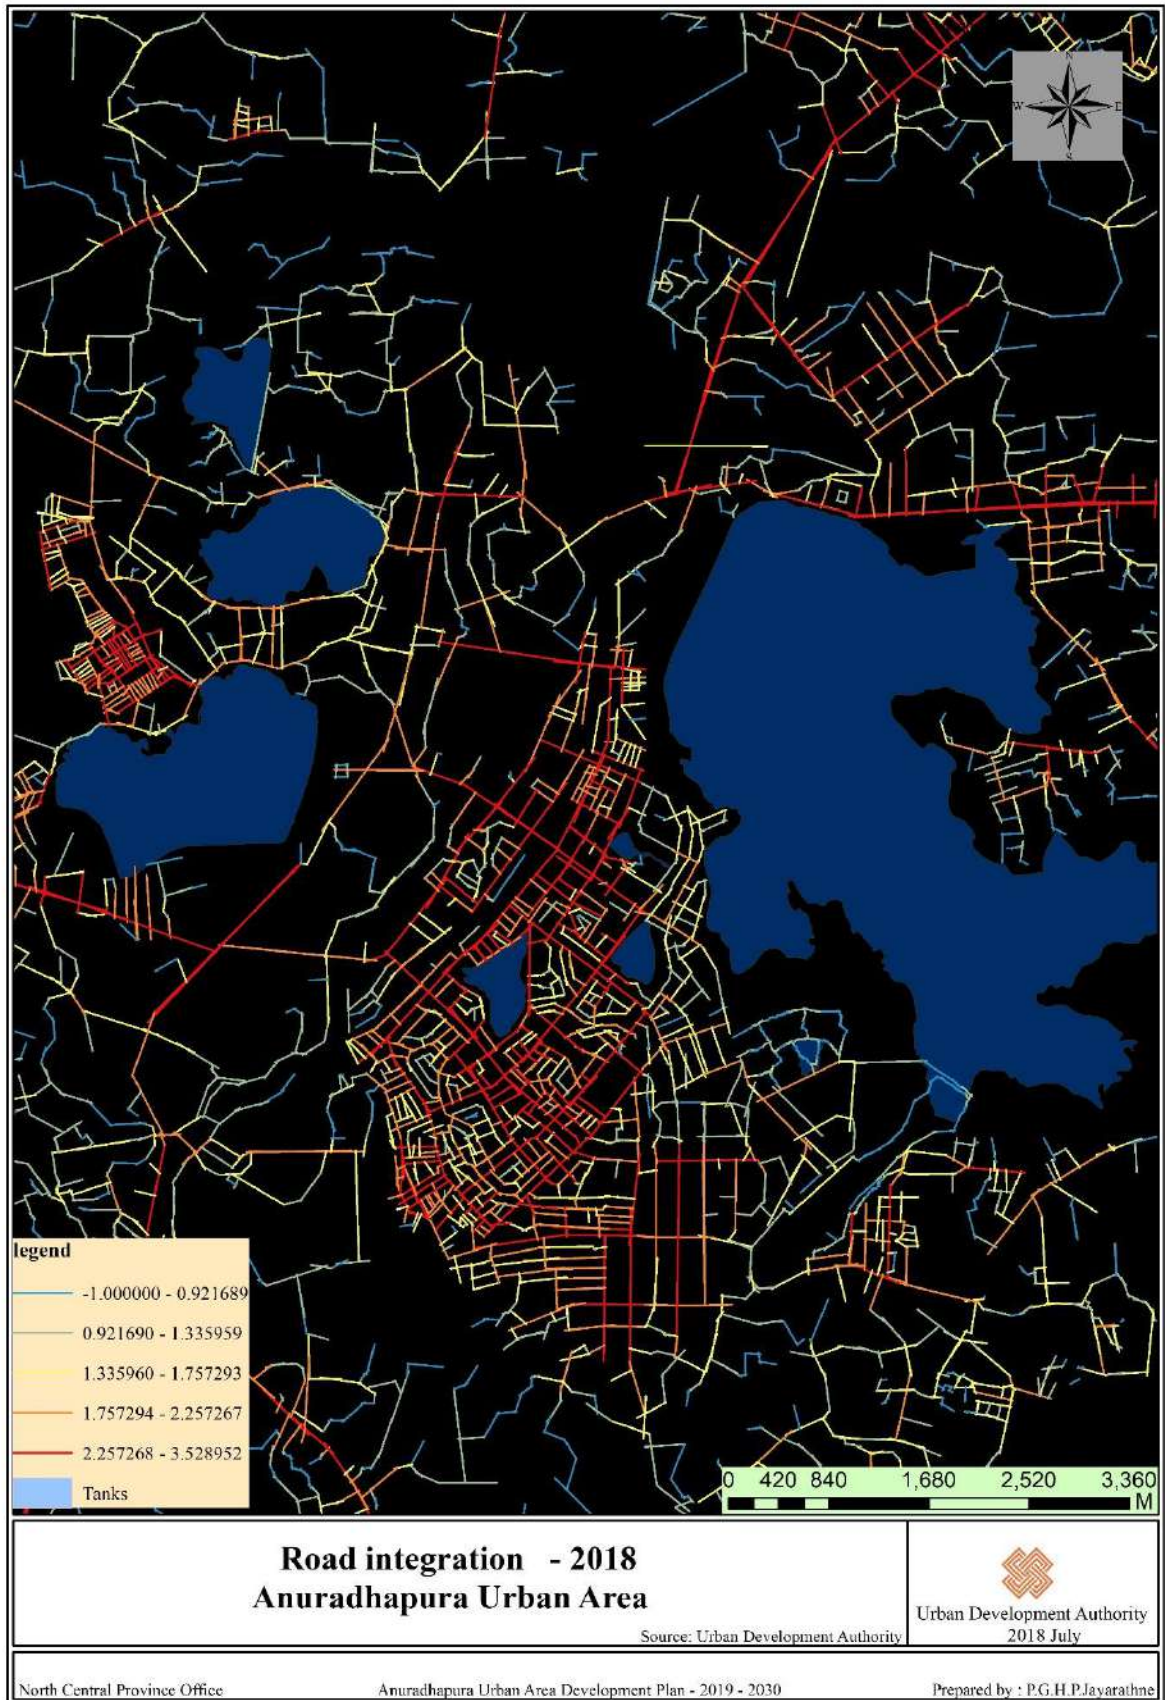 N
W E
S
legend
-1.000000 - 0.921689
0.921690 - 1.335959
1.335960 - 1.757293
1.757294 - 2.257267
2.257268 - 3.528952
Tanks
0 420 840 1,680 2,520 3,360
M
Road integration - 2018
Anuradhapura Urban Area
Source: Urban Development Authority
Urban Development Authority
2018 July
North Central Province Office Anuradhapura Urban Area Development Plan - 2019 - 2030 Prepared by : P.G.H.P.Jayarathne